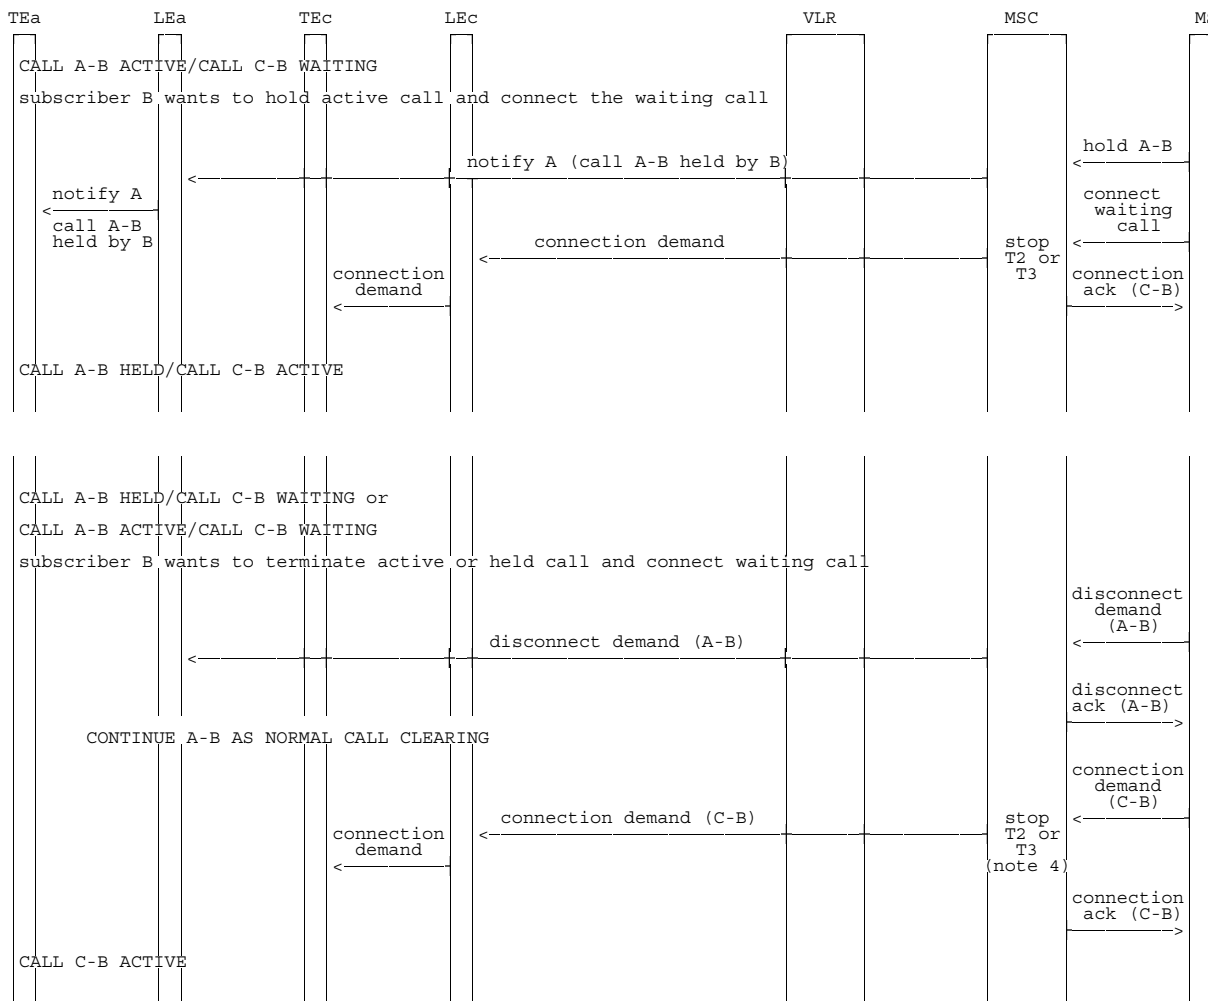 TEa LEa TEc LEc VLR MSC
CALL A-B ACTIVE/CALL C-B WAITING
subscriber B wants to hold active call and connect the waiting call
hold A-B
notify A (call A-B held by B)
notify A
call A-B
held by B
connect
waiting
call
connection demand
stop
T2 or
T3
connection
demand
connection
ack (C-B)
CALL A-B HELD/CALL C-B ACTIVE
CALL A-B HELD/CALL C-B WAITING or
CALL A-B ACTIVE/CALL C-B WAITING
subscriber B wants to terminate active or held call and connect waiting call
disconnect
demand
(A-B)
disconnect demand (A-B)
disconnect
ack (A-B)
CONTINUE A-B AS NORMAL CALL CLEARING
connection
demand
(C-B)
connection demand (C-B)
stop
T2 or
T3
(note 4)
connection
demand
connection
ack (C-B)
CALL C-B ACTIVE